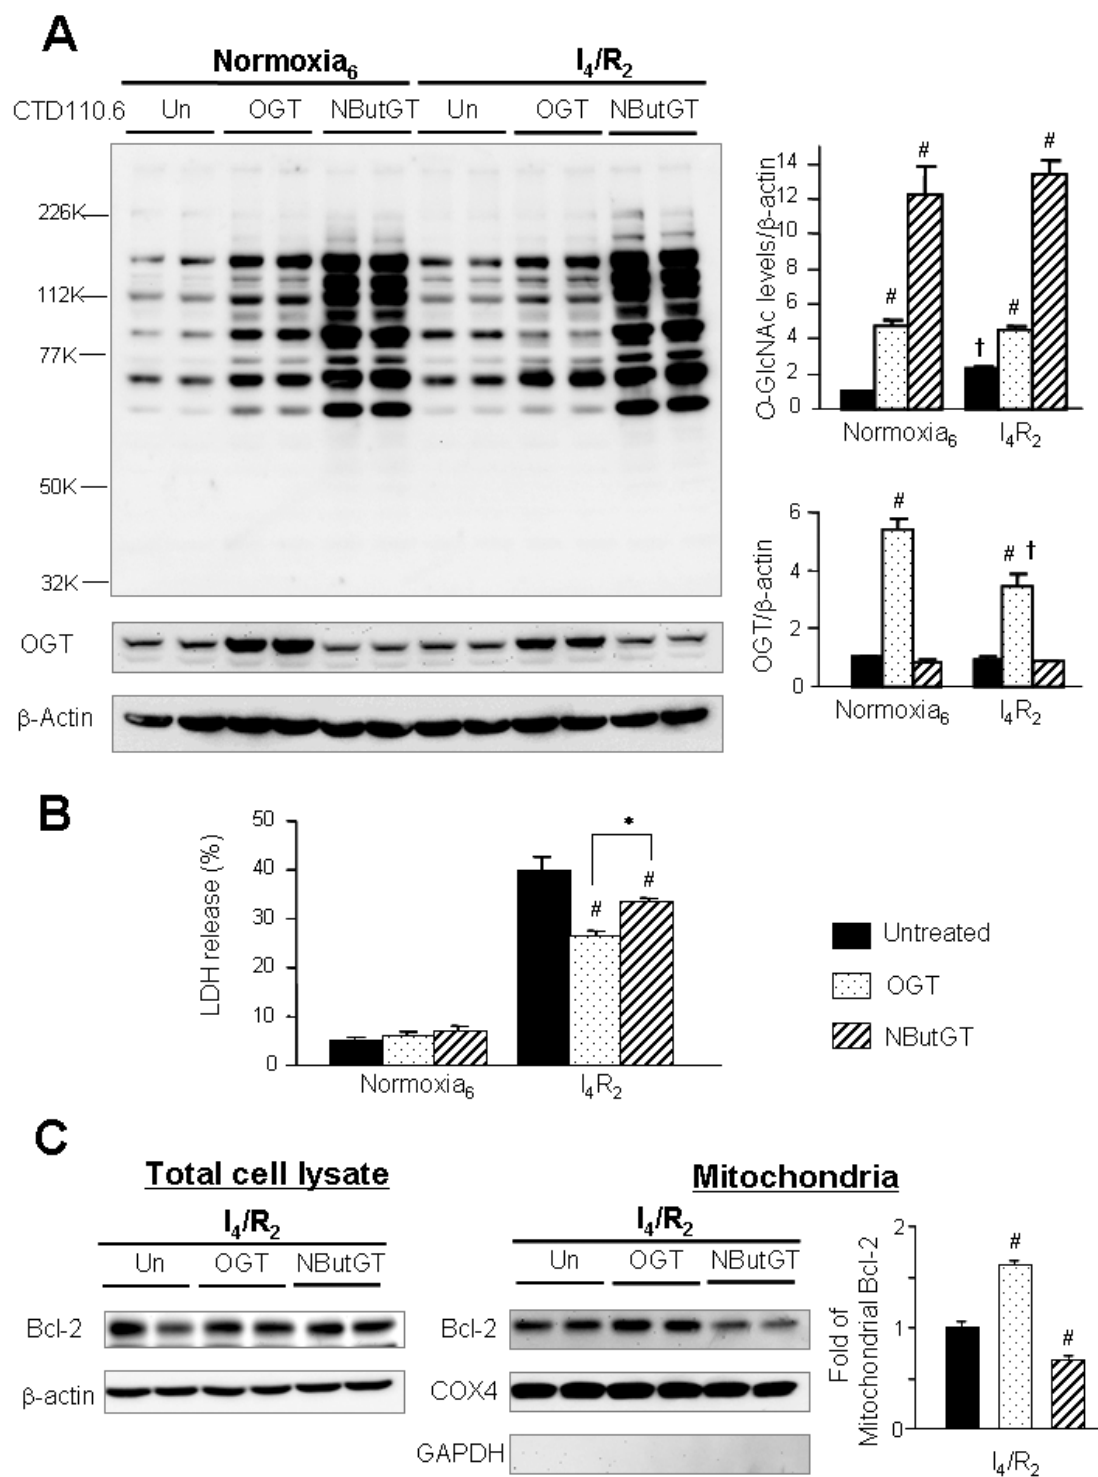 A
Normoxia₆ I₄/R₂
CTD110.6 Un OGT NButGT Un OGT NButGT
226K
112K
77K
50K
32K
OGT
β-Actin
O-GlcNAc levels/β-actin
14
12
10
8
6
4
2
0
#
#
†
#
#
Normoxia₆ I₄R₂
OGT/β-actin
6
4
2
0
#
# †
Normoxia₆ I₄R₂
B
LDH release (%)
50
40
30
20
10
0
*
#
#
Normoxia₆ I₄R₂
Untreated
OGT
NButGT
C
Total cell lysate
I₄/R₂
Un OGT NButGT
Bcl-2
β-actin
Mitochondria
I₄/R₂
Un OGT NButGT
Bcl-2
COX4
GAPDH
Fold of
Mitochondrial Bcl-2
2
1
0
#
#
I₄/R₂